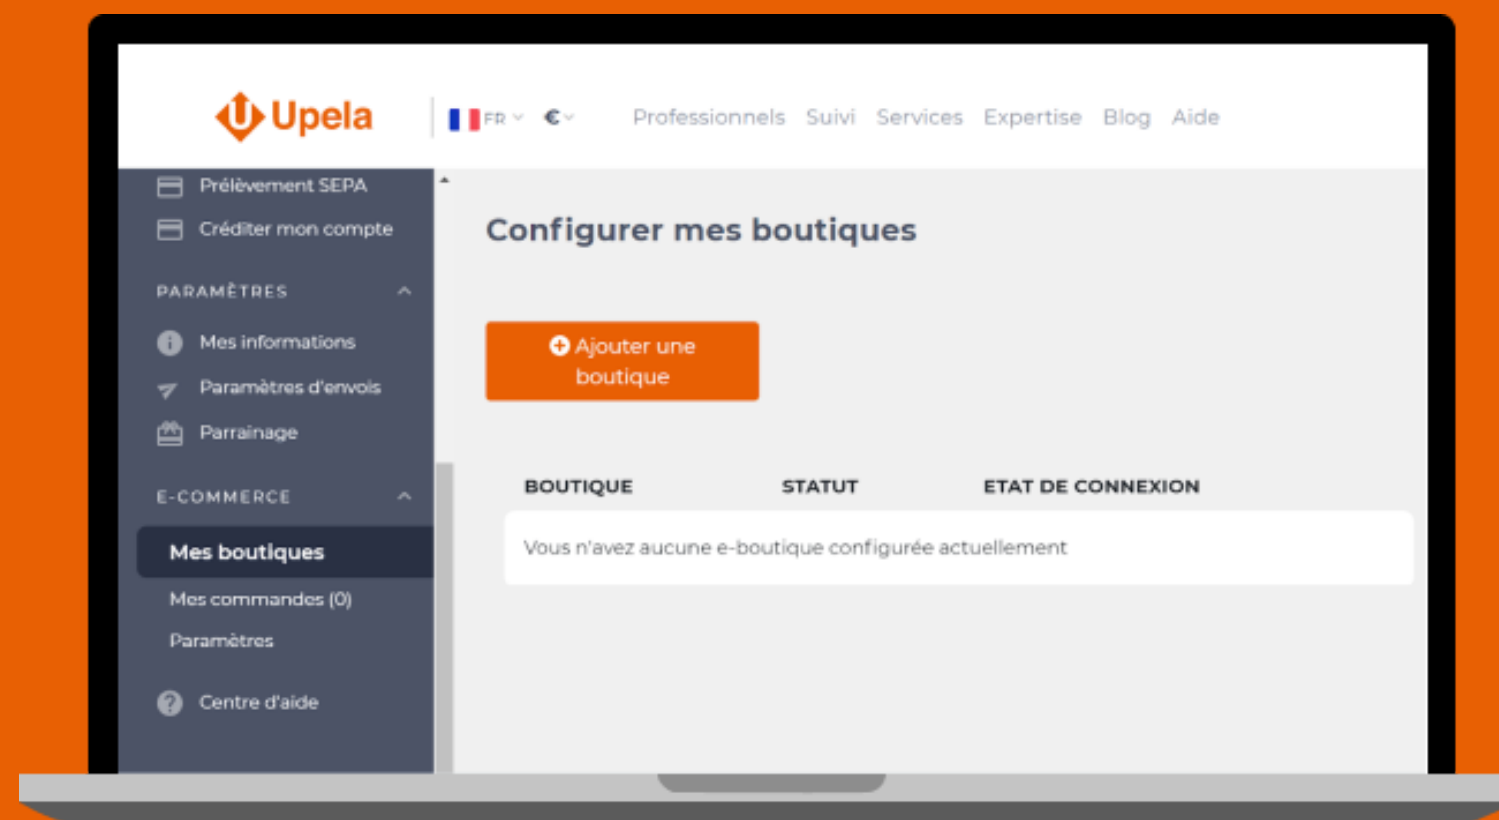 Upela
FR € Professionnels Suivi Services Expertise Blog Aide
Prélèvement SEPA
Créditer mon compte
PARAMÈTRES
Mes informations
Paramètres d'envois
Parrainage
E-COMMERCE
Mes boutiques
Mes commandes (0)
Paramètres
Centre d'aide
Configurer mes boutiques
Ajouter une
boutique
BOUTIQUE STATUT ETAT DE CONNEXION
Vous n'avez aucune e-boutique configurée actuellement